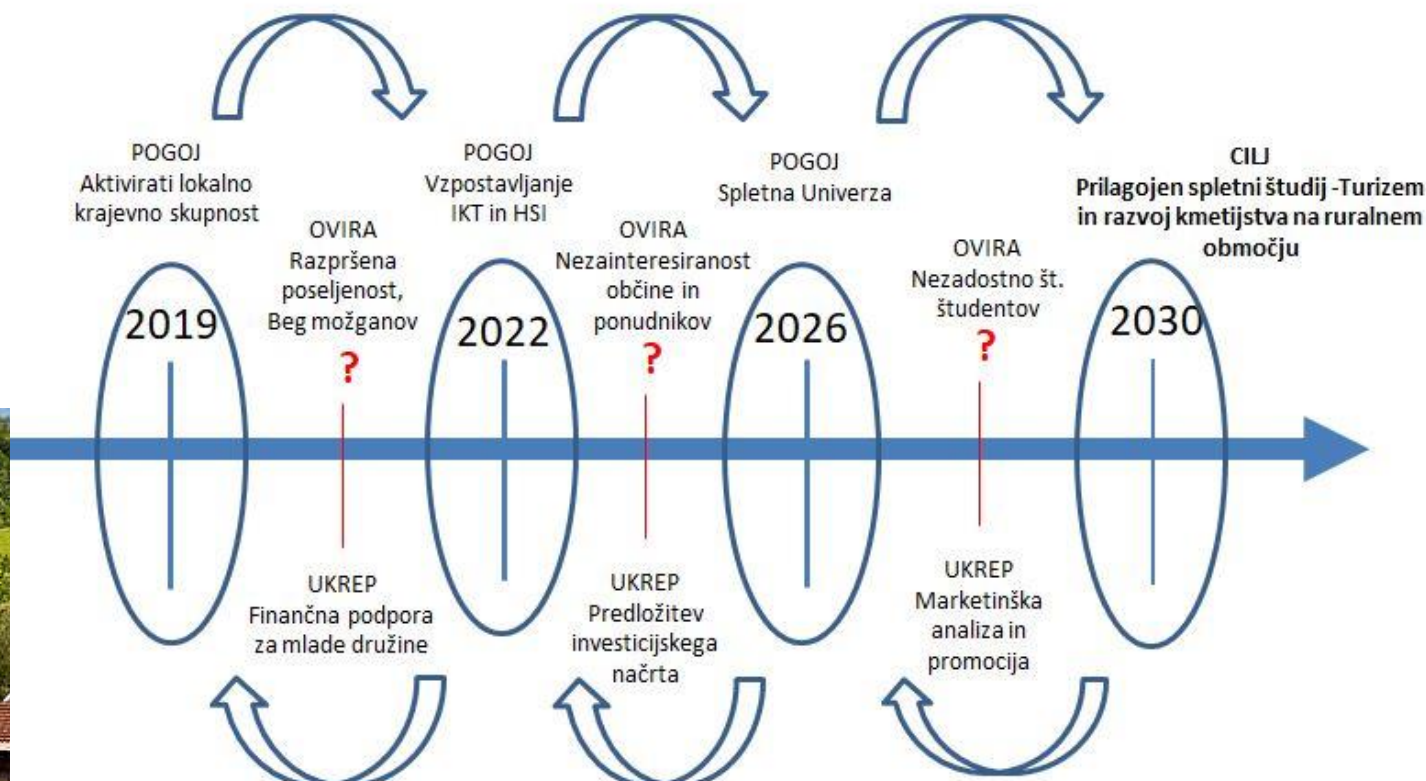 POGOJ
Aktivirati lokalno
krajevno skupnost
2019
OVIRA
Razpršena
poseljenost,
Beg možganov
?
UKREP
Finančna podpora
za mlade družine
POGOJ
Vzpostavljanje
IKT in HSI
2022
OVIRA
Nezainteresiranost
občine in
ponudnikov
?
UKREP
Predložitev
investicijskega
načrta
POGOJ
Spletna Univerza
2026
OVIRA
Nezadostno št.
študentov
?
UKREP
Marketinška
analiza in
promocija
CILJ
Prilagojen spletni študij -Turizem
in razvoj kmetijstva na ruralnem
območju
2030